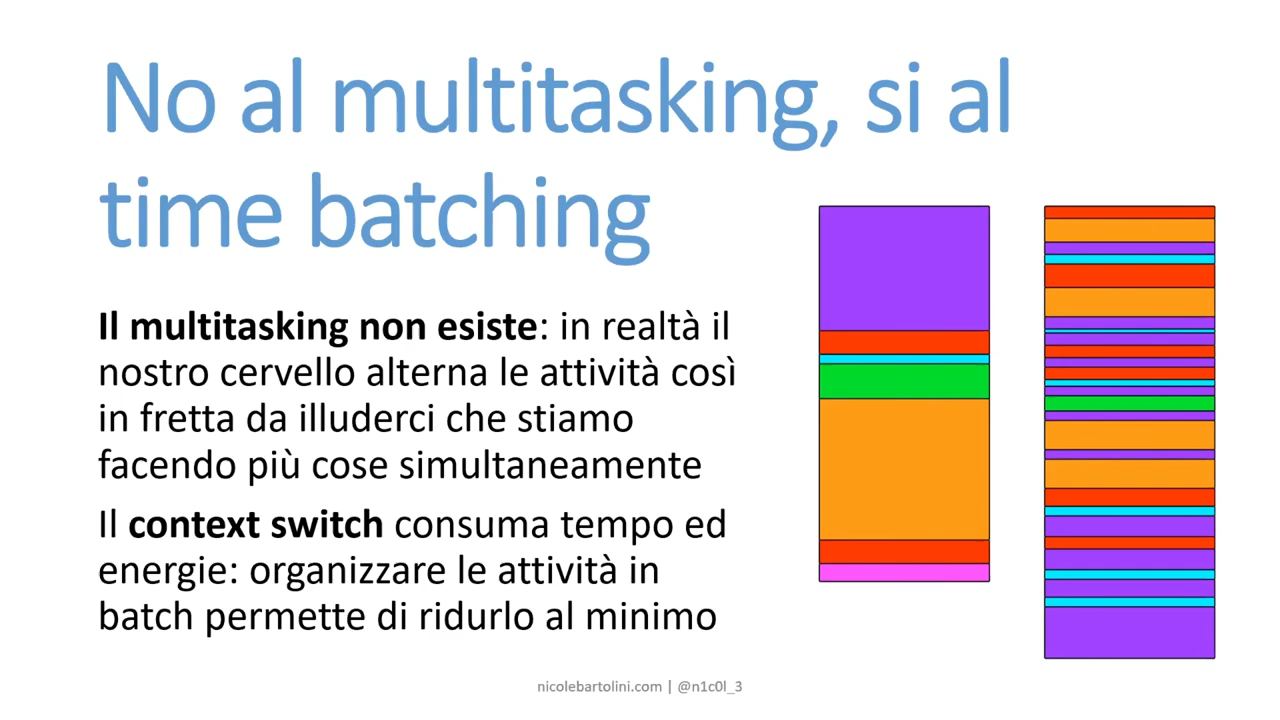 No al multitasking, si al
time batching
Il multitasking non esiste: in realtà il
nostro cervello alterna le attività così
in fretta da illuderci che stiamo
facendo più cose simultaneamente
Il context switch consuma tempo ed
energie: organizzare le attività in
batch permette di ridurlo al minimo
nicolebartolini.com | @n1c0l_3